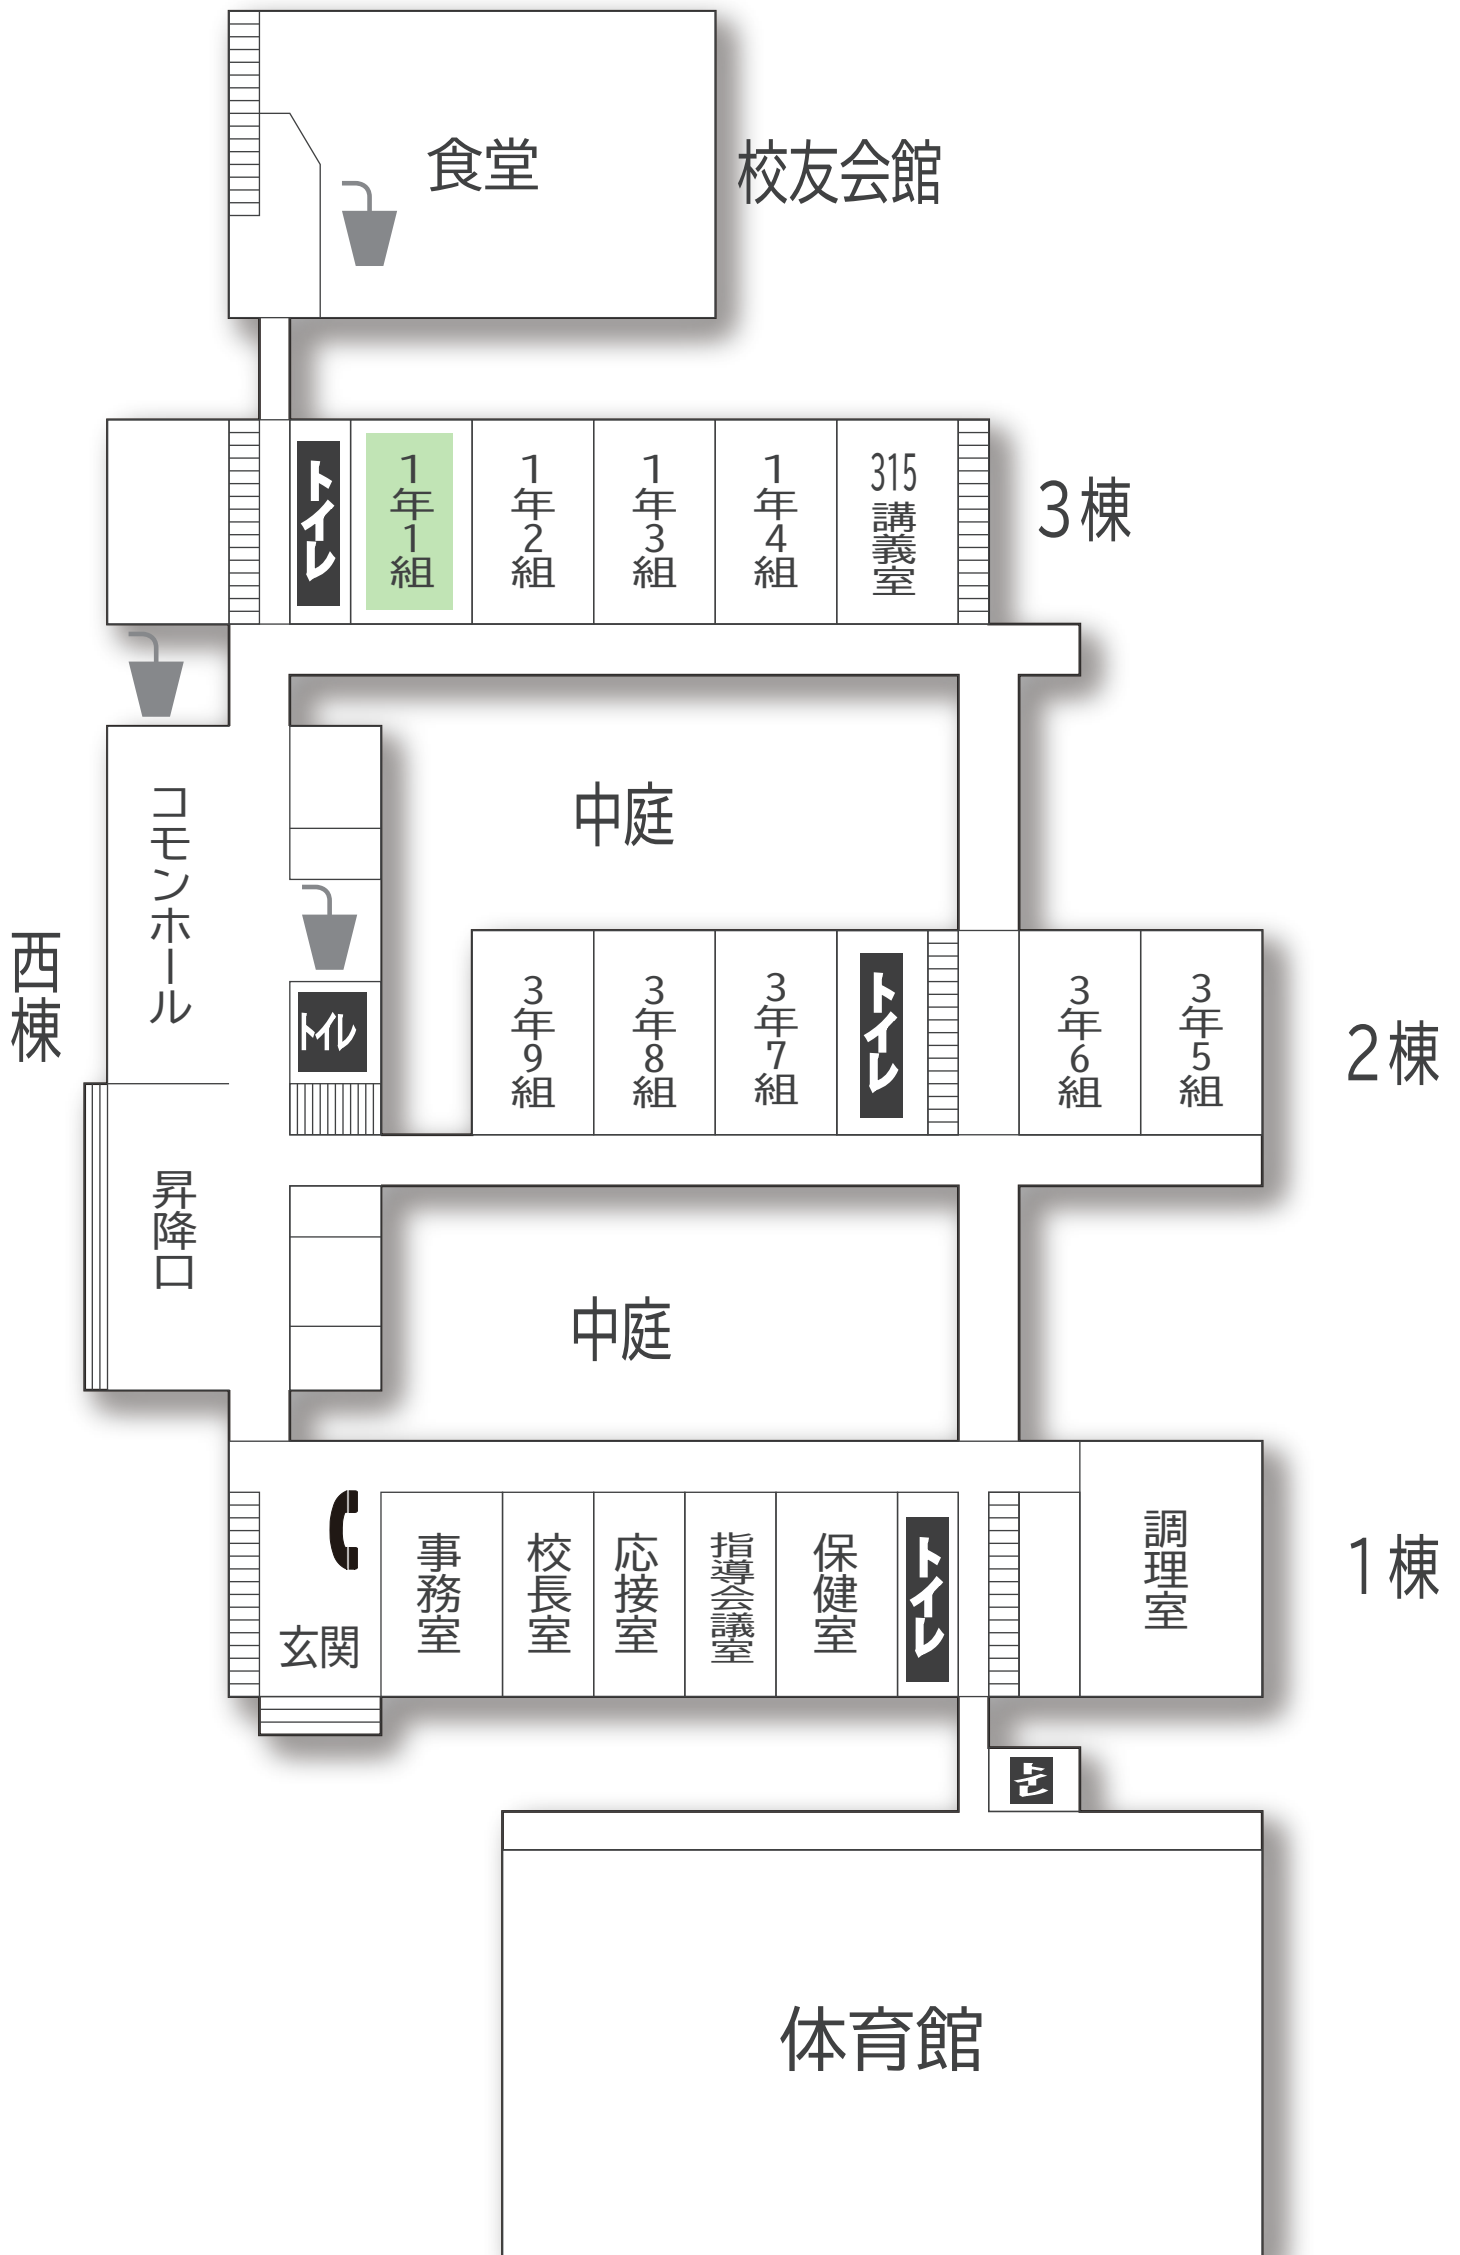 食堂
校友会館
トイレ
1年1組
1年2組
1年3組
1年4組
315
講義室
3棟
コモンホール
中庭
西棟
トイレ
3年9組
3年8組
3年7組
トイレ
3年6組
3年5組
2棟
昇降口
中庭
玄関
事務室
校長室
応接室
指導会議室
保健室
トイレ
調理室
1棟
トイレ
体育館